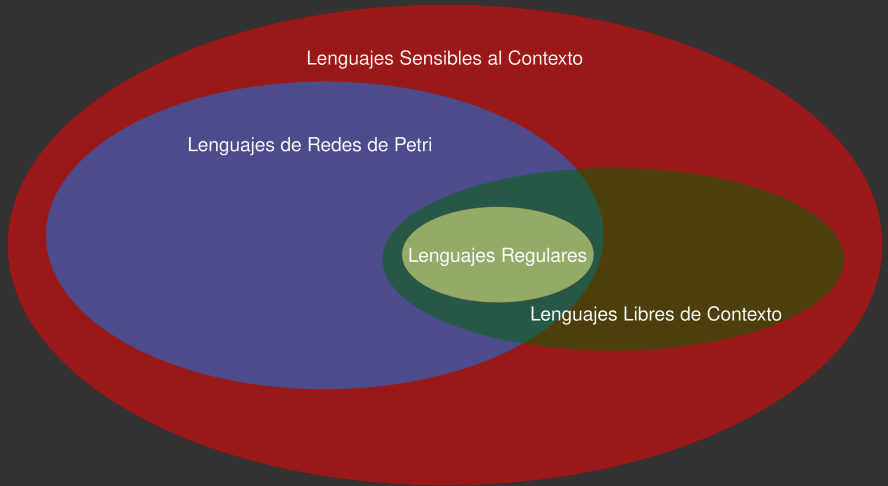 Lenguajes Sensibles al Contexto
Lenguajes de Redes de Petri
Lenguajes Regulares
Lenguajes Libres de Contexto